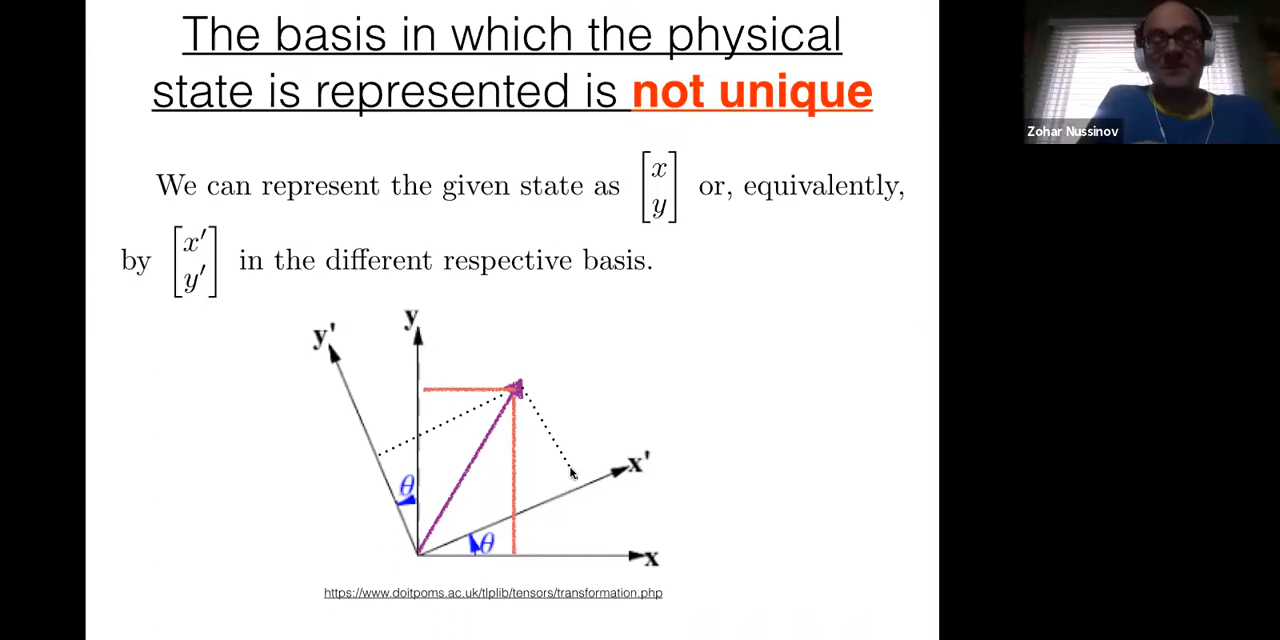 The basis in which the physical
state is represented is not unique
Zohar Nussinov
We can represent the given state as [x y] or, equivalently,
by [x′ y′] in the different respective basis.
y'
y
x'
θ
θ
x
https://www.doitpoms.ac.uk/tlplib/tensors/transformation.php